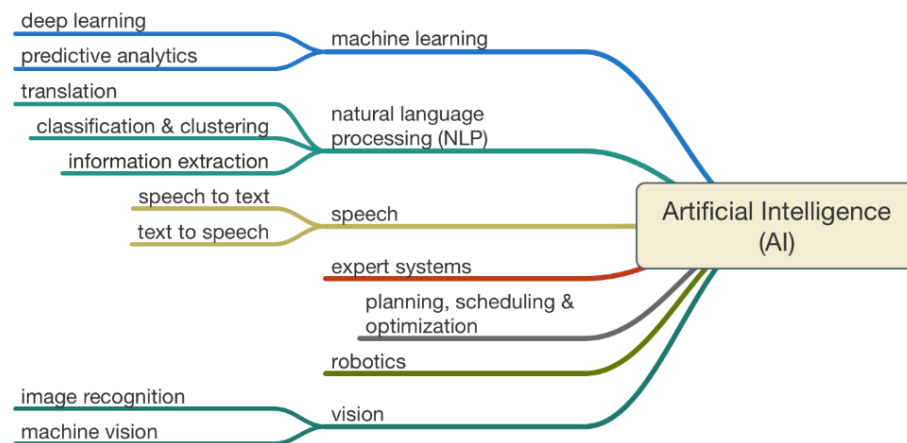 deep learning
predictive analytics
machine learning
translation
classification & clustering
information extraction
natural language
processing (NLP)
speech to text
text to speech
speech
expert systems
planning, scheduling &
optimization
robotics
image recognition
machine vision
vision
Artificial Intelligence
(AI)